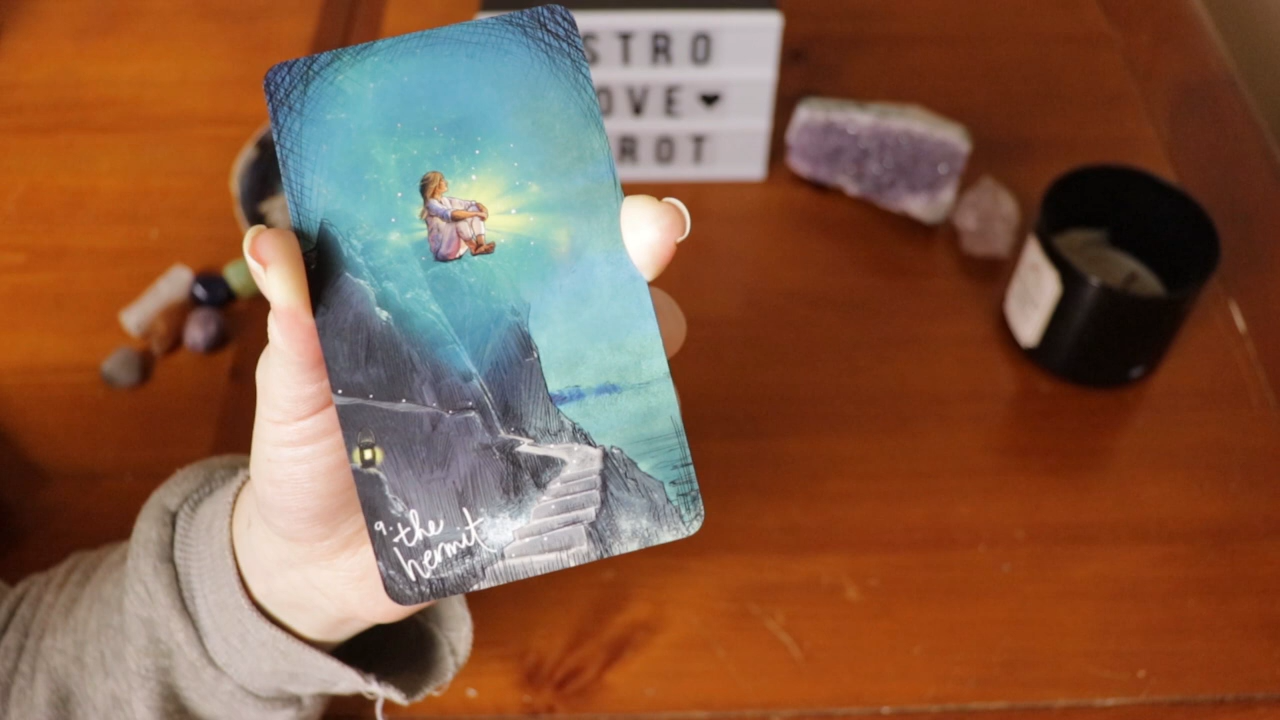 STRO
OVE ♥
ROT
9. the
hermit